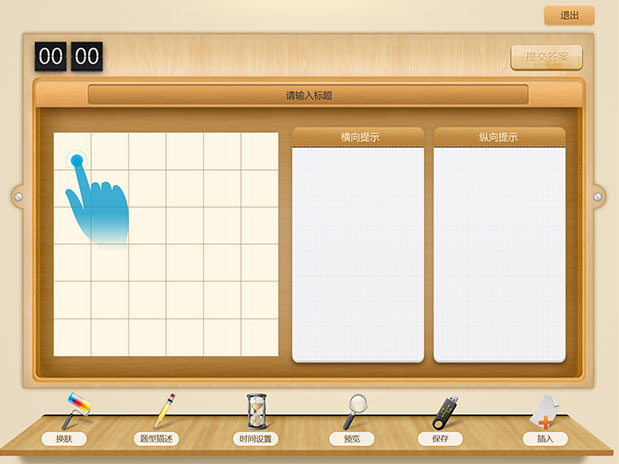 退出
00 00
提交答案
请输入标题
横向提示
纵向提示
换肤
题型描述
时间设置
预览
保存
插入